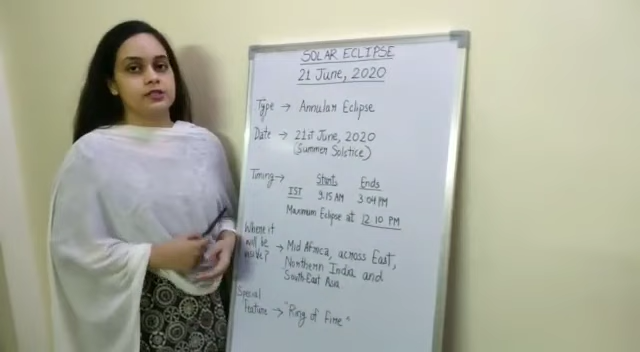 SOLAR ECLIPSE
21 June, 2020
Type → Annular Eclipse
Date → 21st June, 2020
(Summer Solstice)
Timing →
Starts Ends
IST 9.15 AM 3:04 PM
Maximum Eclipse at 12.10 PM
Where it
will be → Mid Africa, across East,
Northern India and
South-East Asia
Special
Feature → "Ring of Fire"